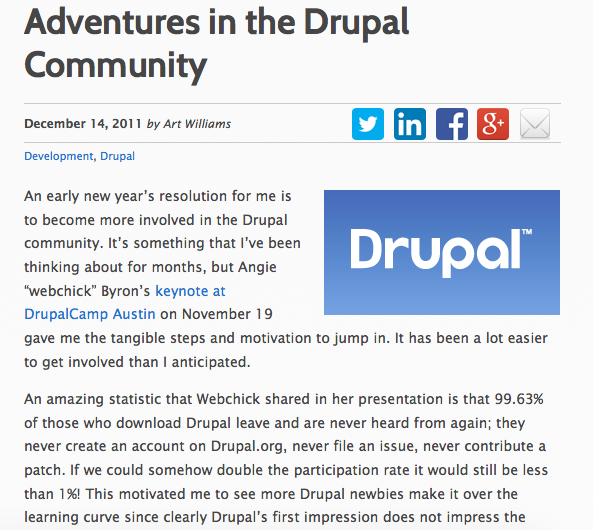 Adventures in the Drupal
Community
December 14, 2011 by Art Williams
in
f
g+
Development, Drupal
An early new year’s resolution for me is
to become more involved in the Drupal
community. It’s something that I’ve been
thinking about for months, but Angie
“webchick” Byron’s keynote at
DrupalCamp Austin on November 19
Drupal™
gave me the tangible steps and motivation to jump in. It has been a lot easier
to get involved than I anticipated.
An amazing statistic that Webchick shared in her presentation is that 99.63%
of those who download Drupal leave and are never heard from again; they
never create an account on Drupal.org, never file an issue, never contribute a
patch. If we could somehow double the participation rate it would still be less
than 1%! This motivated me to see more Drupal newbies make it over the
learning curve since clearly Drupal’s first impression does not impress the